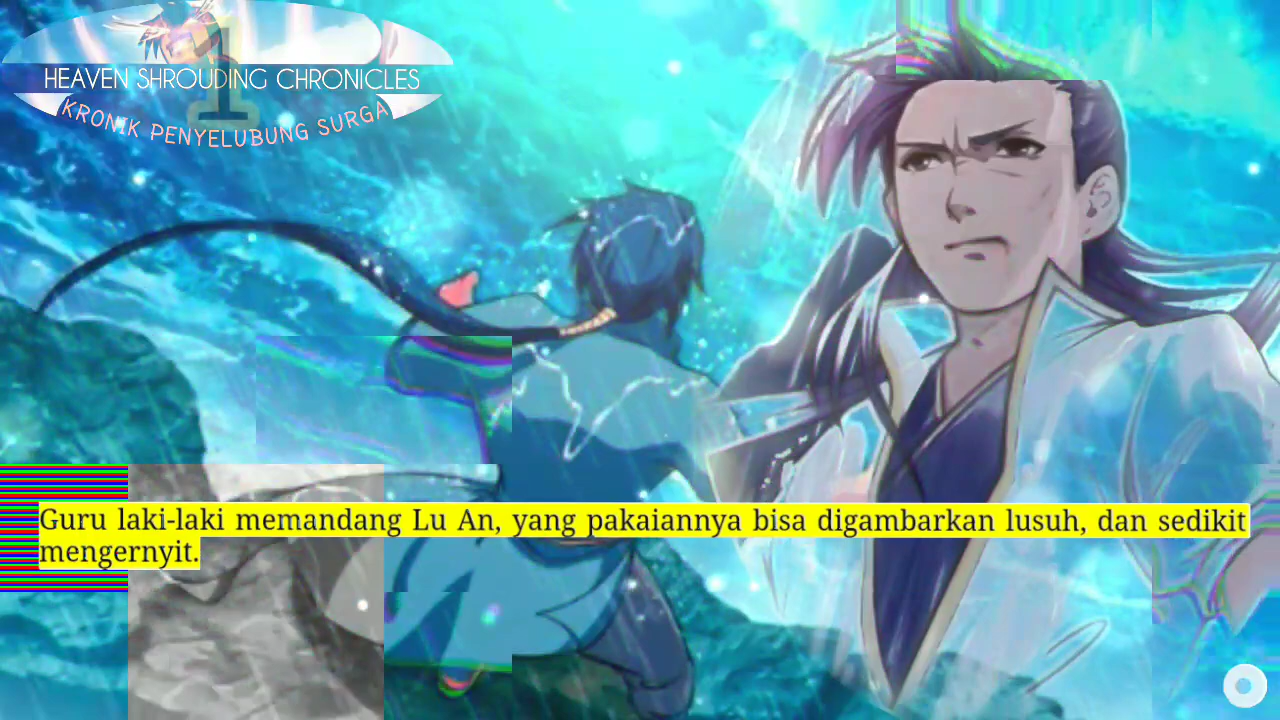 1
HEAVEN SHROUDING CHRONICLES
KRONIK PENYELUBUNG SURGA
Guru laki-laki memandang Lu An, yang pakaiannya bisa digambarkan lusuh, dan sedikit
mengernyit.